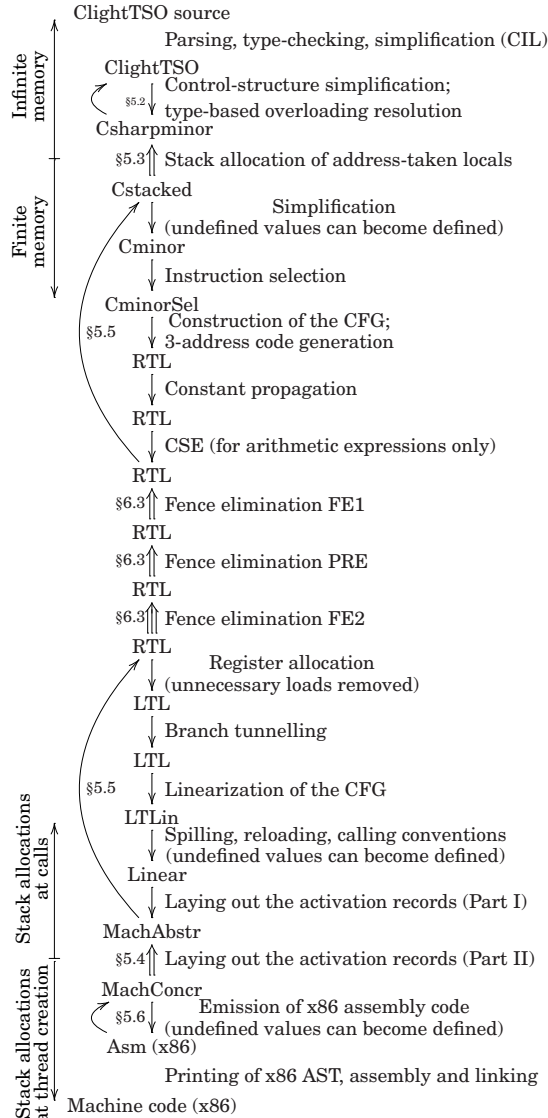 ClightTSO source
Parsing, type-checking, simplification (CIL)
ClightTSO
§5.2
Control-structure simplification;
type-based overloading resolution
Csharpminor
§5.3
Stack allocation of address-taken locals
Cstacked
Simplification
(undefined values can become defined)
Cminor
Instruction selection
CminorSel
Construction of the CFG;
3-address code generation
§5.5
RTL
Constant propagation
RTL
CSE (for arithmetic expressions only)
RTL
§6.3
Fence elimination FE1
RTL
§6.3
Fence elimination PRE
RTL
§6.3
Fence elimination FE2
RTL
Register allocation
(unnecessary loads removed)
LTL
Branch tunnelling
LTL
§5.5
Linearization of the CFG
LTLin
Spilling, reloading, calling conventions
(undefined values can become defined)
Linear
Laying out the activation records (Part I)
MachAbstr
§5.4
Laying out the activation records (Part II)
MachConcr
§5.6
Emission of x86 assembly code
(undefined values can become defined)
Asm (x86)
Printing of x86 AST, assembly and linking
Machine code (x86)
Infinite
memory
Finite
memory
Stack allocations
at calls
Stack allocations
at thread creation